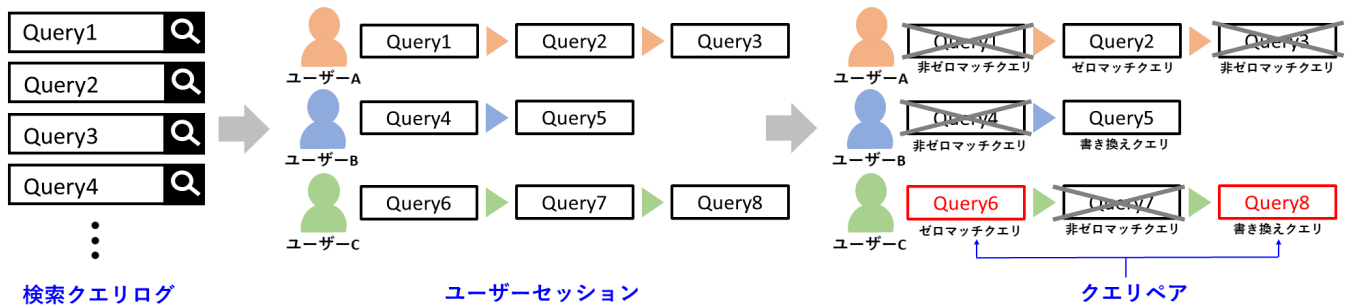 Query1
Query2
Query3
Query4
検索クエリログ
Query1
Query2
Query3
ユーザーA
Query4
Query5
ユーザーB
Query6
Query7
Query8
ユーザーC
ユーザーセッション
Query1
Query2
Query3
ユーザーA
非ゼロマッチクエリ
ゼロマッチクエリ
非ゼロマッチクエリ
Query4
Query5
ユーザーB
非ゼロマッチクエリ
書き換えクエリ
Query6
Query7
Query8
ユーザーC
ゼロマッチクエリ
非ゼロマッチクエリ
書き換えクエリ
クエリペア